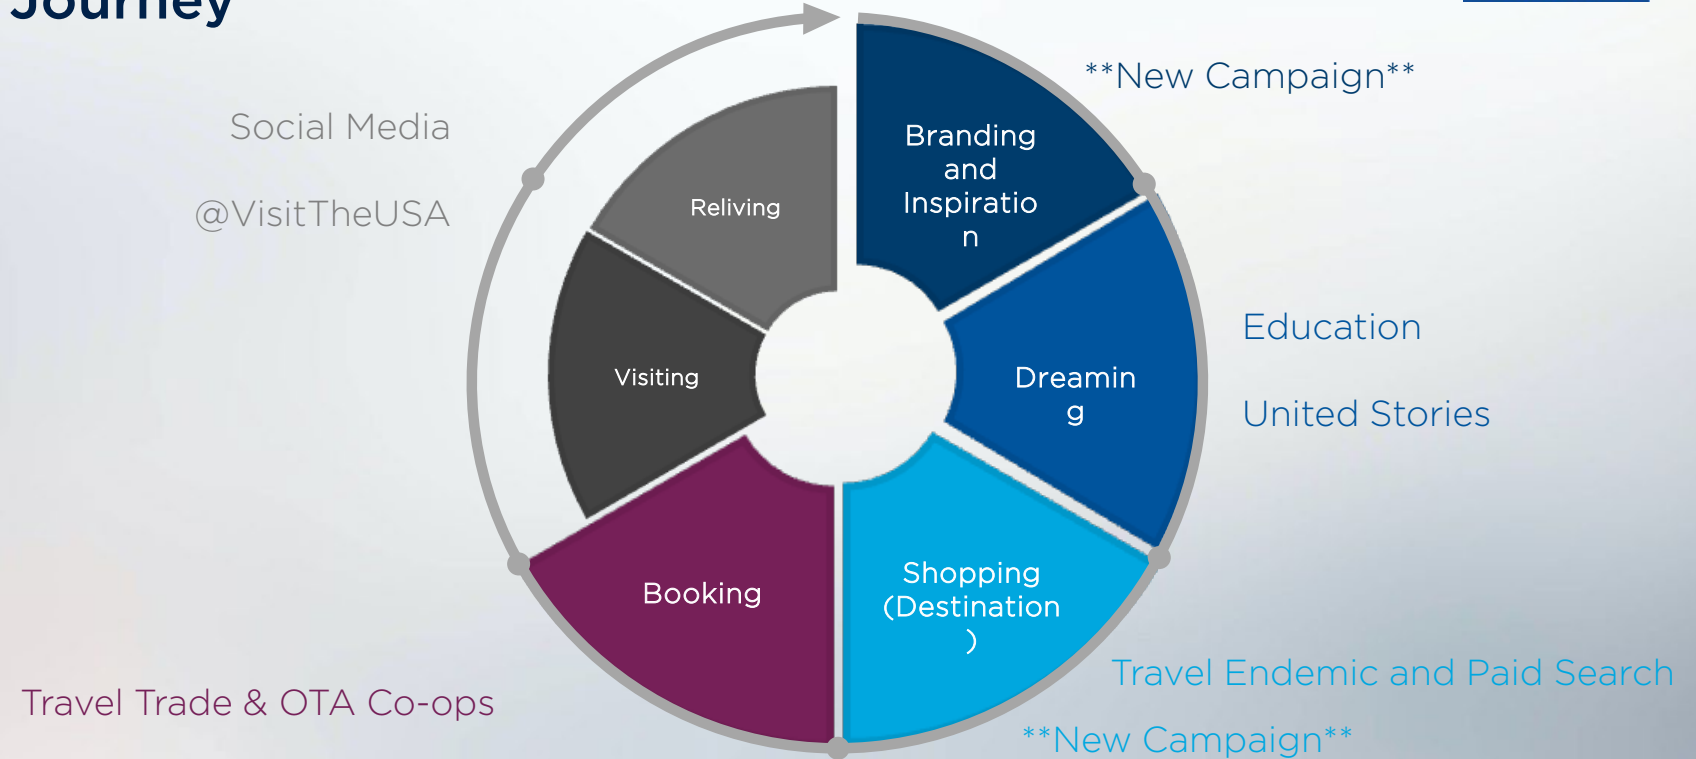 Journey
**New Campaign**
Social Media
@VisitTheUSA
Branding
and
Inspiratio
n
Reliving
Education
United Stories
Dreamin
g
Visiting
Shopping
(Destination
)
Booking
Travel Endemic and Paid Search
**New Campaign**
Travel Trade & OTA Co-ops